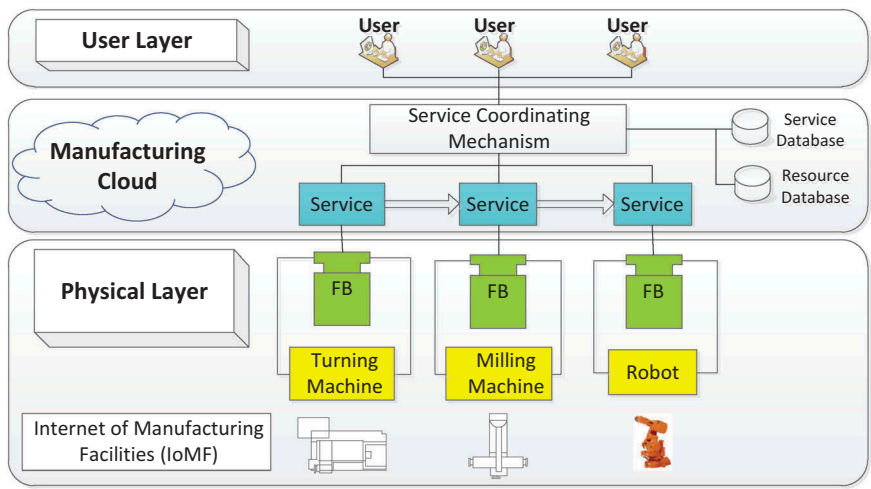 User Layer
User User User
Manufacturing
Cloud
Service Coordinating
Mechanism
Service
Database
Resource
Database
Service Service Service
Physical Layer
FB FB FB
Turning
Machine
Milling
Machine
Robot
Internet of Manufacturing
Facilities (IoMF)